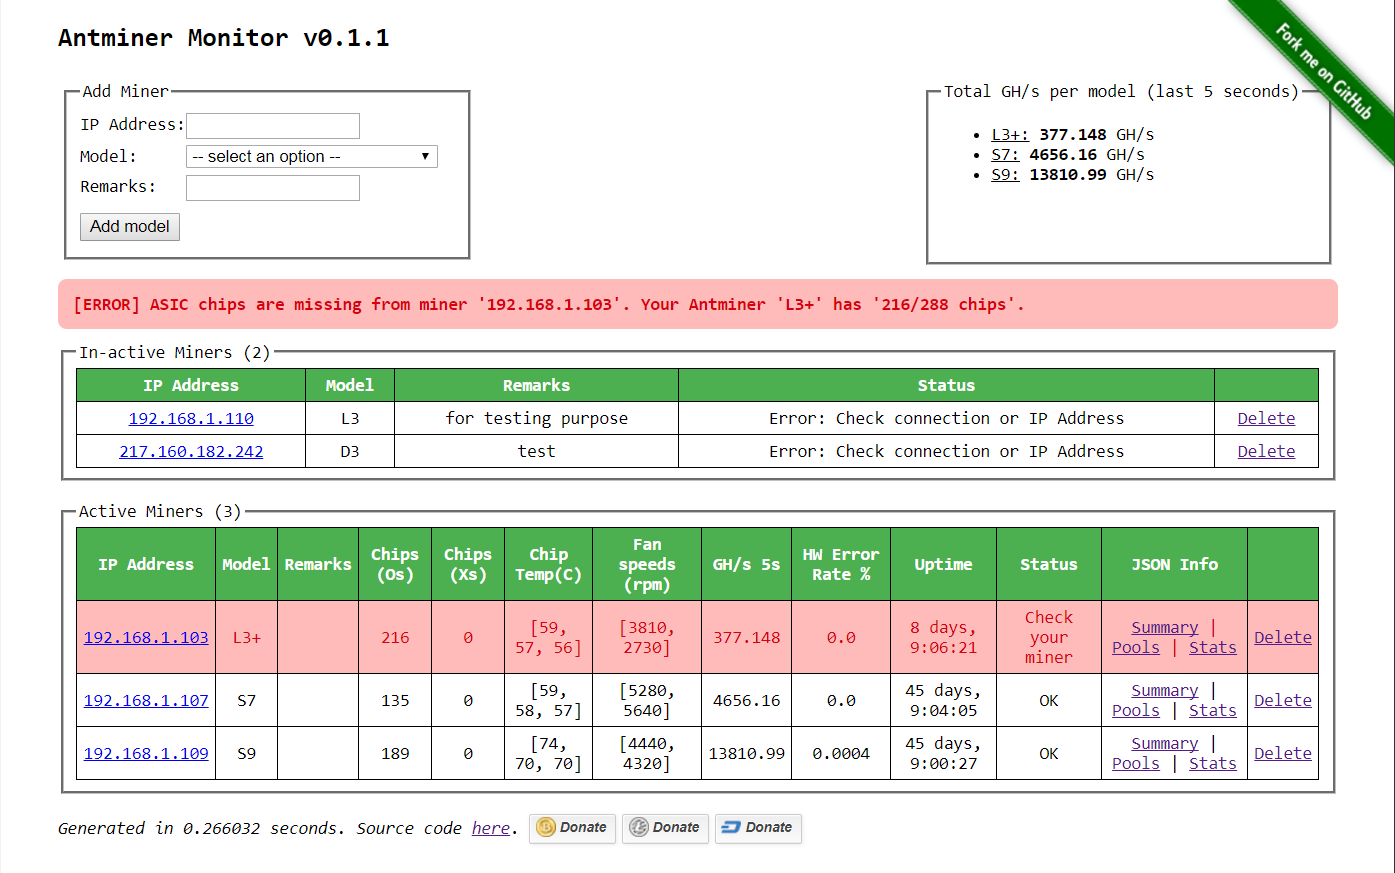 Antminer Monitor v0.1.1
Fork me on GitHub
Add Miner
IP Address:
Model: -- select an option --
Remarks:
Add model
Total GH/s per model (last 5 seconds)
L3+: 377.148 GH/s
S7: 4656.16 GH/s
S9: 13810.99 GH/s
[ERROR] ASIC chips are missing from miner '192.168.1.103'. Your Antminer 'L3+' has '216/288 chips'.
In-active Miners (2)
IP Address Model Remarks Status
192.168.1.110 L3 for testing purpose Error: Check connection or IP Address Delete
217.160.182.242 D3 test Error: Check connection or IP Address Delete
Active Miners (3)
IP Address Model Remarks Chips (Os) Chips (Xs) Chip Temp(C) Fan speeds (rpm) GH/s 5s HW Error Rate % Uptime Status JSON Info
192.168.1.103 L3+ 216 0 [59, 57, 56] [3810, 2730] 377.148 0.0 8 days, 9:06:21 Check your miner Summary | Pools | Stats Delete
192.168.1.107 S7 135 0 [59, 58, 57] [5280, 5640] 4656.16 0.0 45 days, 9:04:05 OK Summary | Pools | Stats Delete
192.168.1.109 S9 189 0 [74, 70, 70] [4440, 4320] 13810.99 0.0004 45 days, 9:00:27 OK Summary | Pools | Stats Delete
Generated in 0.266032 seconds. Source code here. Donate Donate Donate